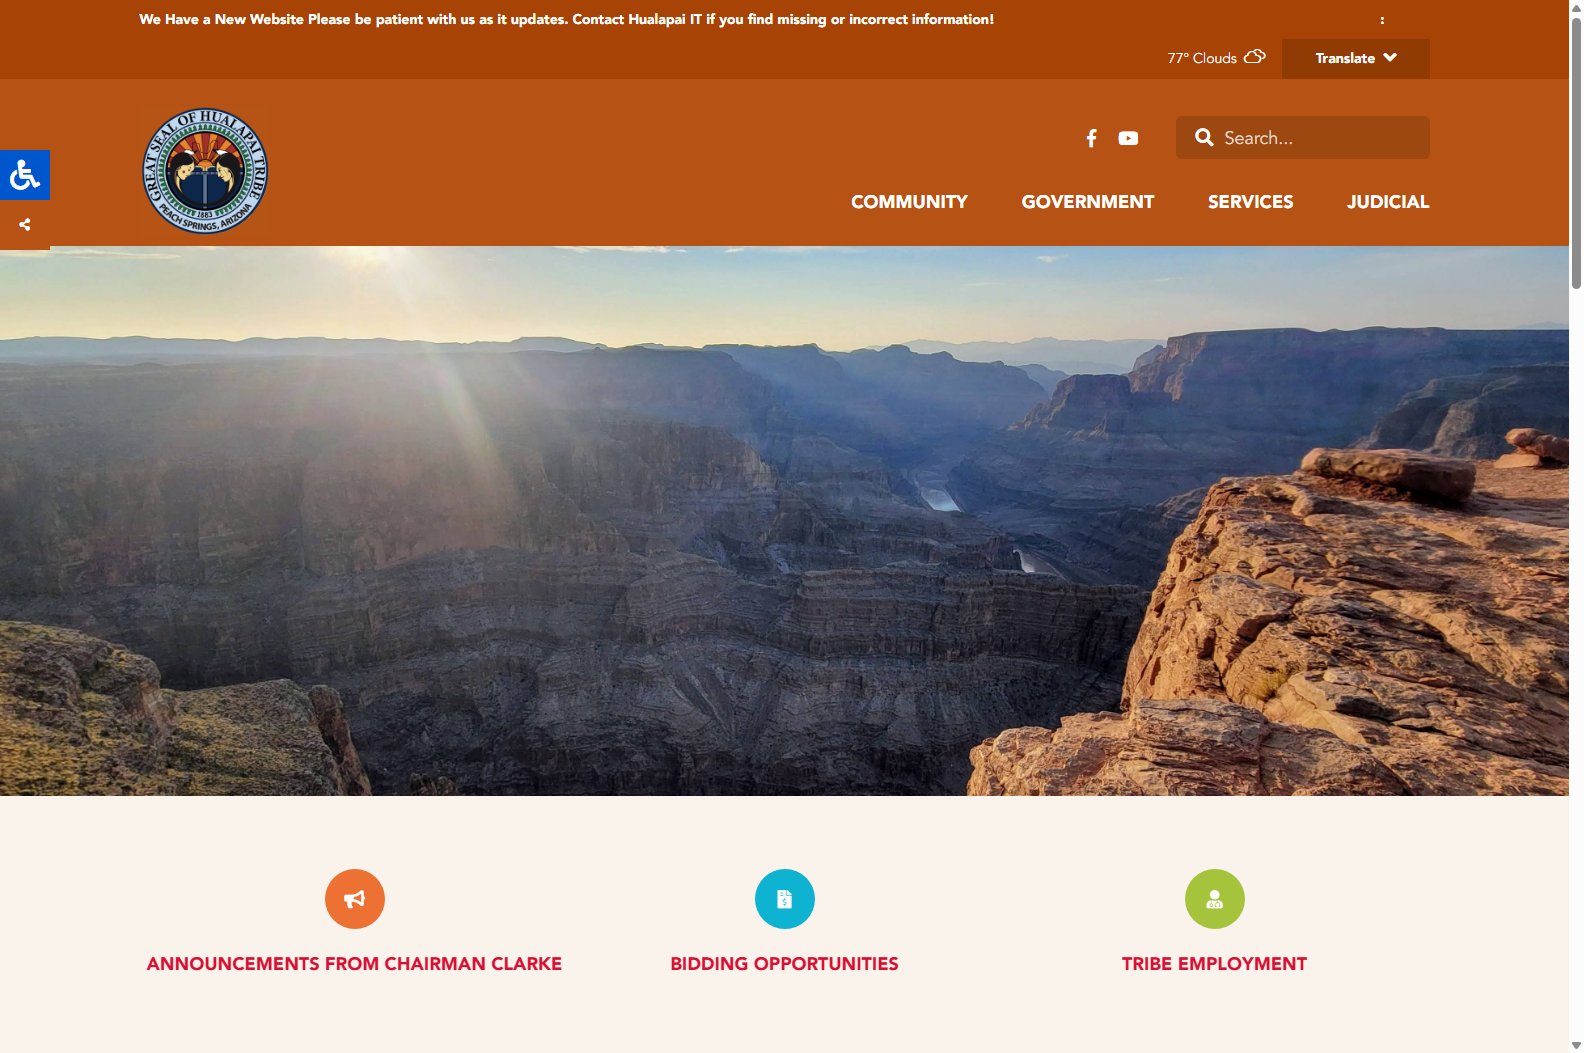 We Have a New Website Please be patient with us as it updates. Contact Hualapai IT if you find missing or incorrect information!
:
77° Clouds
Translate
GREAT SEAL OF HUALAPAI TRIBE
1883
PEACH SPRINGS, ARIZONA
Search...
COMMUNITY
GOVERNMENT
SERVICES
JUDICIAL
ANNOUNCEMENTS FROM CHAIRMAN CLARKE
BIDDING OPPORTUNITIES
TRIBE EMPLOYMENT